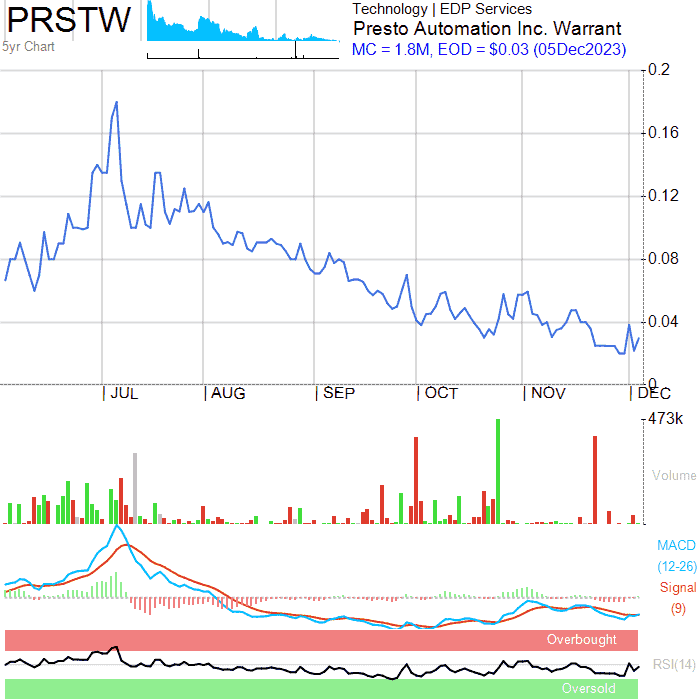 PRSTW
5yr Chart
Technology | EDP Services
Presto Automation Inc. Warrant
MC = 1.8M, EOD = $0.03 (05Dec2023)
0.2
0.16
0.12
0.08
0.04
0
JUL AUG SEP OCT NOV DEC
473k
Volume
MACD
(12-26)
Signal
(9)
Overbought
RSI(14)
Oversold